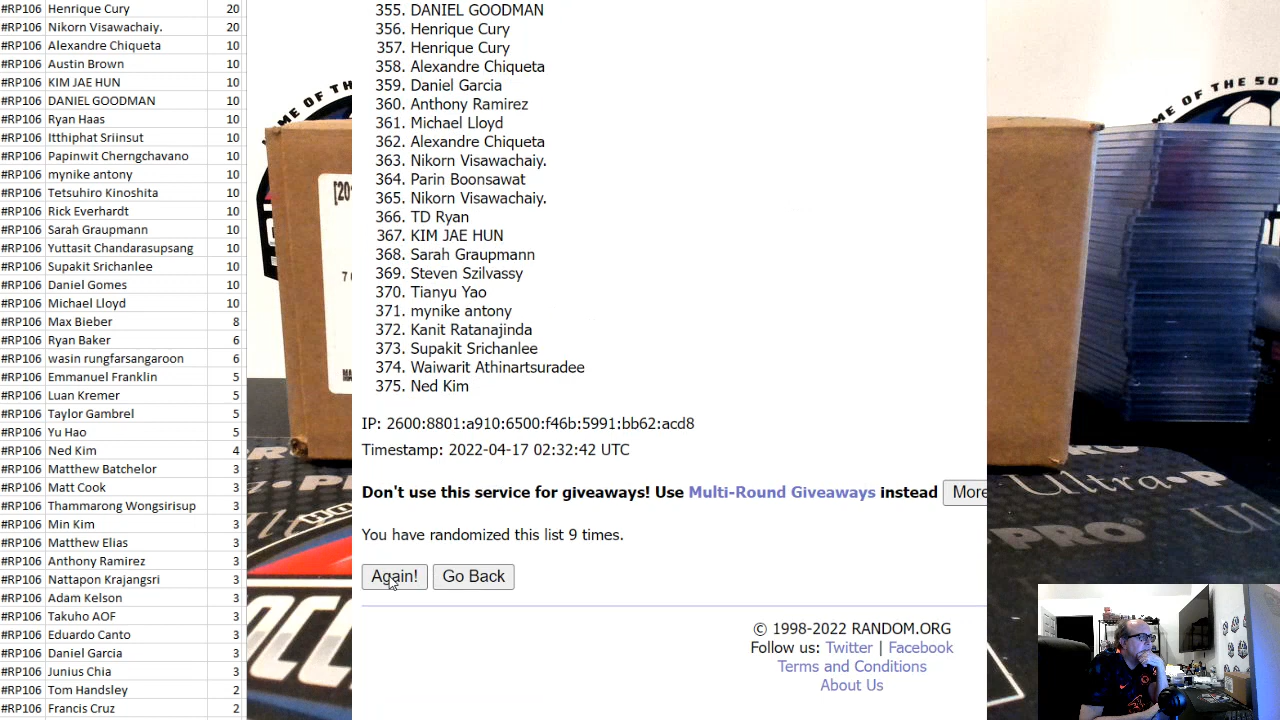 #RP106 Henrique Cury 20
#RP106 Nikorn Visawachaiy. 20
#RP106 Alexandre Chiqueta 10
#RP106 Austin Brown 10
#RP106 KIM JAE HUN 10
#RP106 DANIEL GOODMAN 10
#RP106 Ryan Haas 10
#RP106 Itthiphat Sriinsut 10
#RP106 Papinwit Cherngchavano 10
#RP106 mynike antony 10
#RP106 Tetsuhiro Kinoshita 10
#RP106 Rick Everhardt 10
#RP106 Sarah Graupmann 10
#RP106 Yuttasit Chandarasupsang 10
#RP106 Supakit Srichanlee 10
#RP106 Daniel Gomes 10
#RP106 Michael Lloyd 10
#RP106 Max Bieber 8
#RP106 Ryan Baker 6
#RP106 wasin rungfarsangaroon 6
#RP106 Emmanuel Franklin 5
#RP106 Luan Kremer 5
#RP106 Taylor Gambrel 5
#RP106 Yu Hao 5
#RP106 Ned Kim 4
#RP106 Matthew Batchelor 3
#RP106 Matt Cook 3
#RP106 Thammarong Wongsirisup 3
#RP106 Min Kim 3
#RP106 Matthew Elias 3
#RP106 Anthony Ramirez 3
#RP106 Nattapon Krajangsri 3
#RP106 Adam Kelson 3
#RP106 Takuho AOF 3
#RP106 Eduardo Canto 3
#RP106 Daniel Garcia 3
#RP106 Junius Chia 3
#RP106 Tom Handsley 2
#RP106 Francis Cruz 2
355. DANIEL GOODMAN
356. Henrique Cury
357. Henrique Cury
358. Alexandre Chiqueta
359. Daniel Garcia
360. Anthony Ramirez
361. Michael Lloyd
362. Alexandre Chiqueta
363. Nikorn Visawachaiy.
364. Parin Boonsawat
365. Nikorn Visawachaiy.
366. TD Ryan
367. KIM JAE HUN
368. Sarah Graupmann
369. Steven Szilvassy
370. Tianyu Yao
371. mynike antony
372. Kanit Ratanajinda
373. Supakit Srichanlee
374. Waiwarit Athinartsuradee
375. Ned Kim
IP: 2600:8801:a910:6500:f46b:5991:bb62:acd8
Timestamp: 2022-04-17 02:32:42 UTC
Don't use this service for giveaways! Use Multi-Round Giveaways instead More
You have randomized this list 9 times.
Again! Go Back
© 1998-2022 RANDOM.ORG
Follow us: Twitter | Facebook
Terms and Conditions
About Us
OME OF THE
ME OF THE SO
Ultra·P
PRO